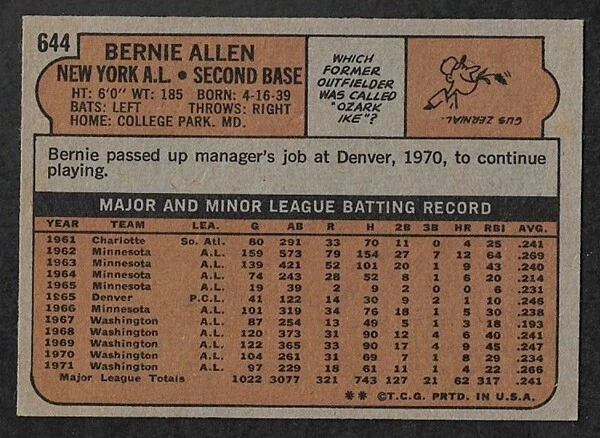 644
BERNIE ALLEN
NEW YORK A.L. • SECOND BASE
HT: 6'0" WT: 185 BORN: 4-16-39
BATS: LEFT THROWS: RIGHT
HOME: COLLEGE PARK, MD.
WHICH
FORMER
OUTFIELDER
WAS CALLED
"OZARK
IKE"?
GUS ZERNIAL
Bernie passed up manager's job at Denver, 1970, to continue
playing.
MAJOR AND MINOR LEAGUE BATTING RECORD
YEAR TEAM LEA. G AB R H 2B 3B HR RBI AVG.
1961 Charlotte So. Atl. 80 291 33 70 11 0 4 25 .241
1962 Minnesota A.L. 159 573 79 154 27 7 12 64 .269
1963 Minnesota A.L. 139 421 52 101 20 1 9 43 .240
1964 Minnesota A.L. 74 243 28 52 8 1 6 20 .214
1965 Minnesota A.L. 19 39 2 9 2 0 0 6 .231
1965 Denver P.C.L. 41 122 14 30 9 2 1 10 .246
1966 Minnesota A.L. 101 319 34 76 18 1 5 30 .238
1967 Washington A.L. 87 254 13 49 5 1 3 18 .193
1968 Washington A.L. 120 373 31 90 12 4 6 40 .241
1969 Washington A.L. 122 365 33 90 17 4 9 45 .247
1970 Washington A.L. 104 261 31 69 7 1 8 29 .234
1971 Washington A.L. 97 229 18 61 11 1 4 22 .266
Major League Totals 1022 3077 321 743 127 21 62 317 .241
** ©T.C.G. PRTD. IN U.S.A.